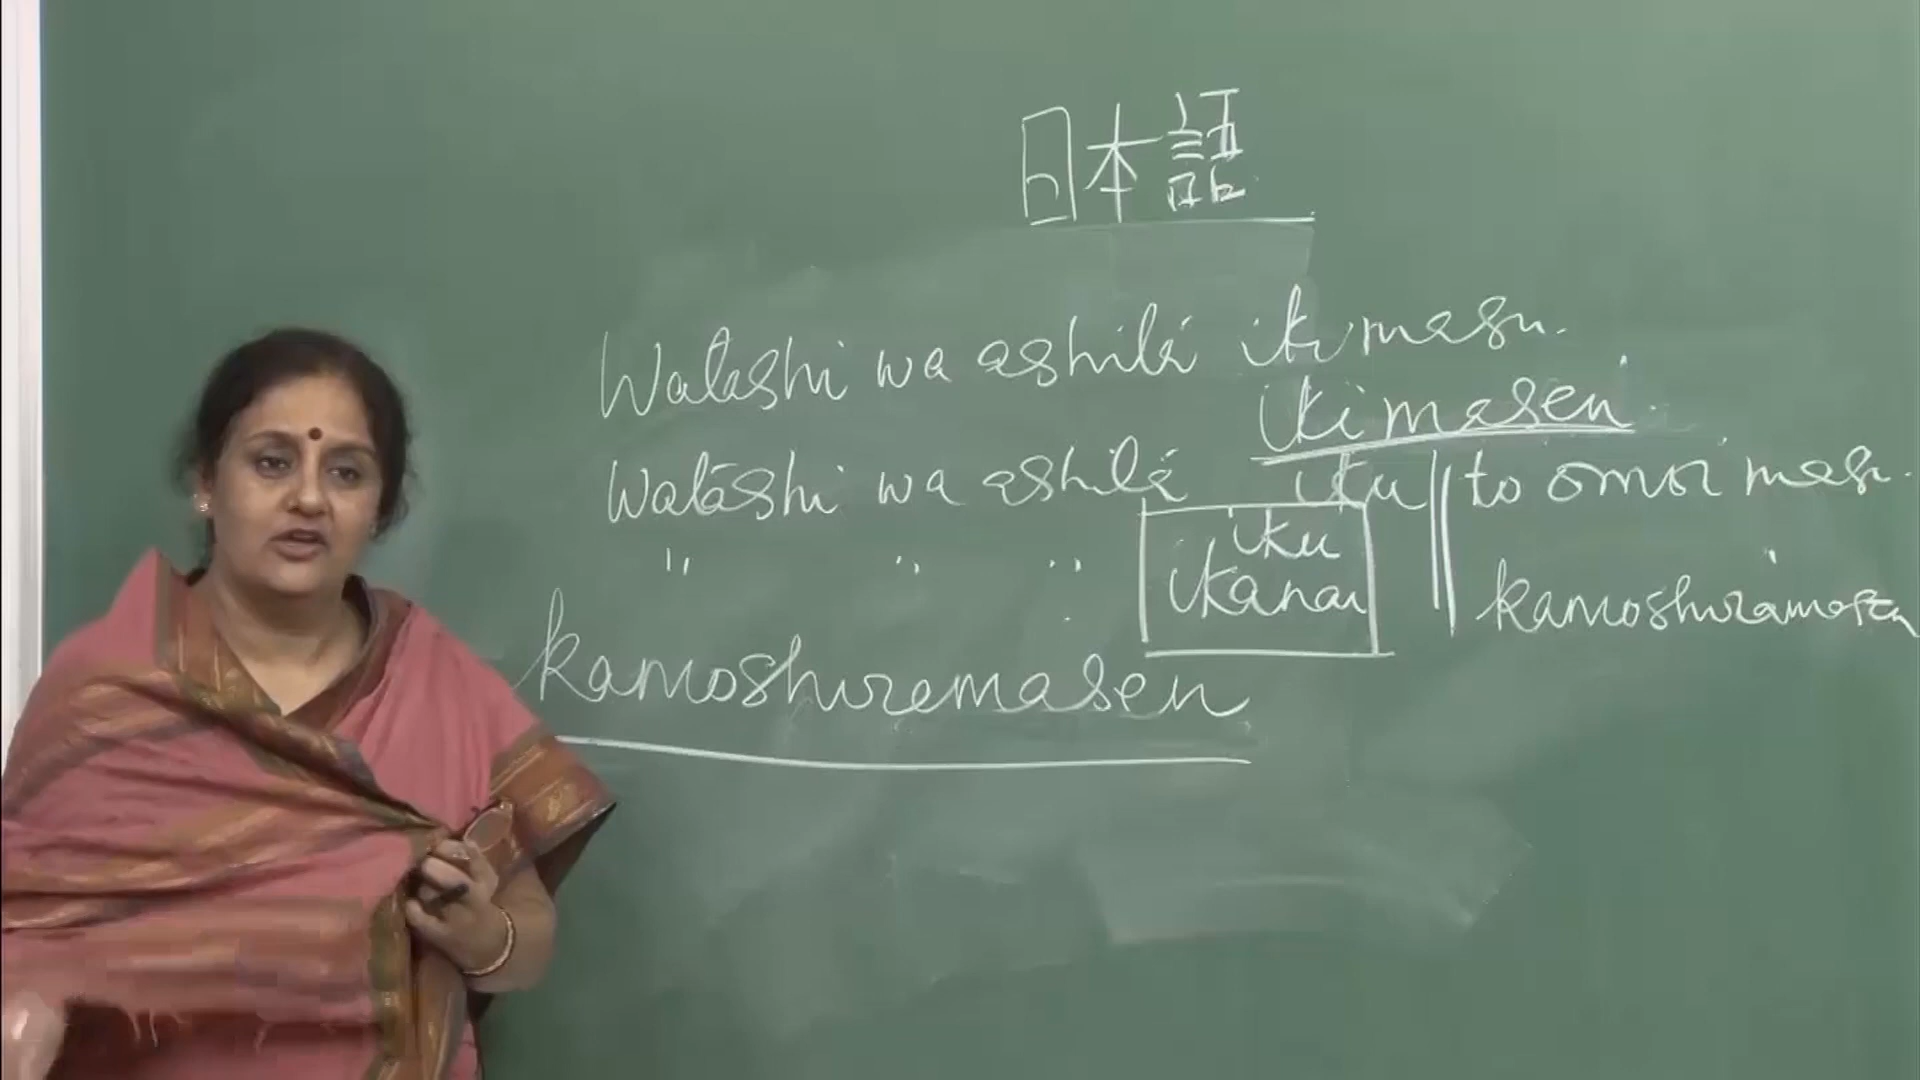 日本語
Watashi wa ashita ikimasu.
ikimasen.
Watashi wa ashita iku to omoimasu.
" " " iku
ikanai kamoshiremasen
kamoshiremasen